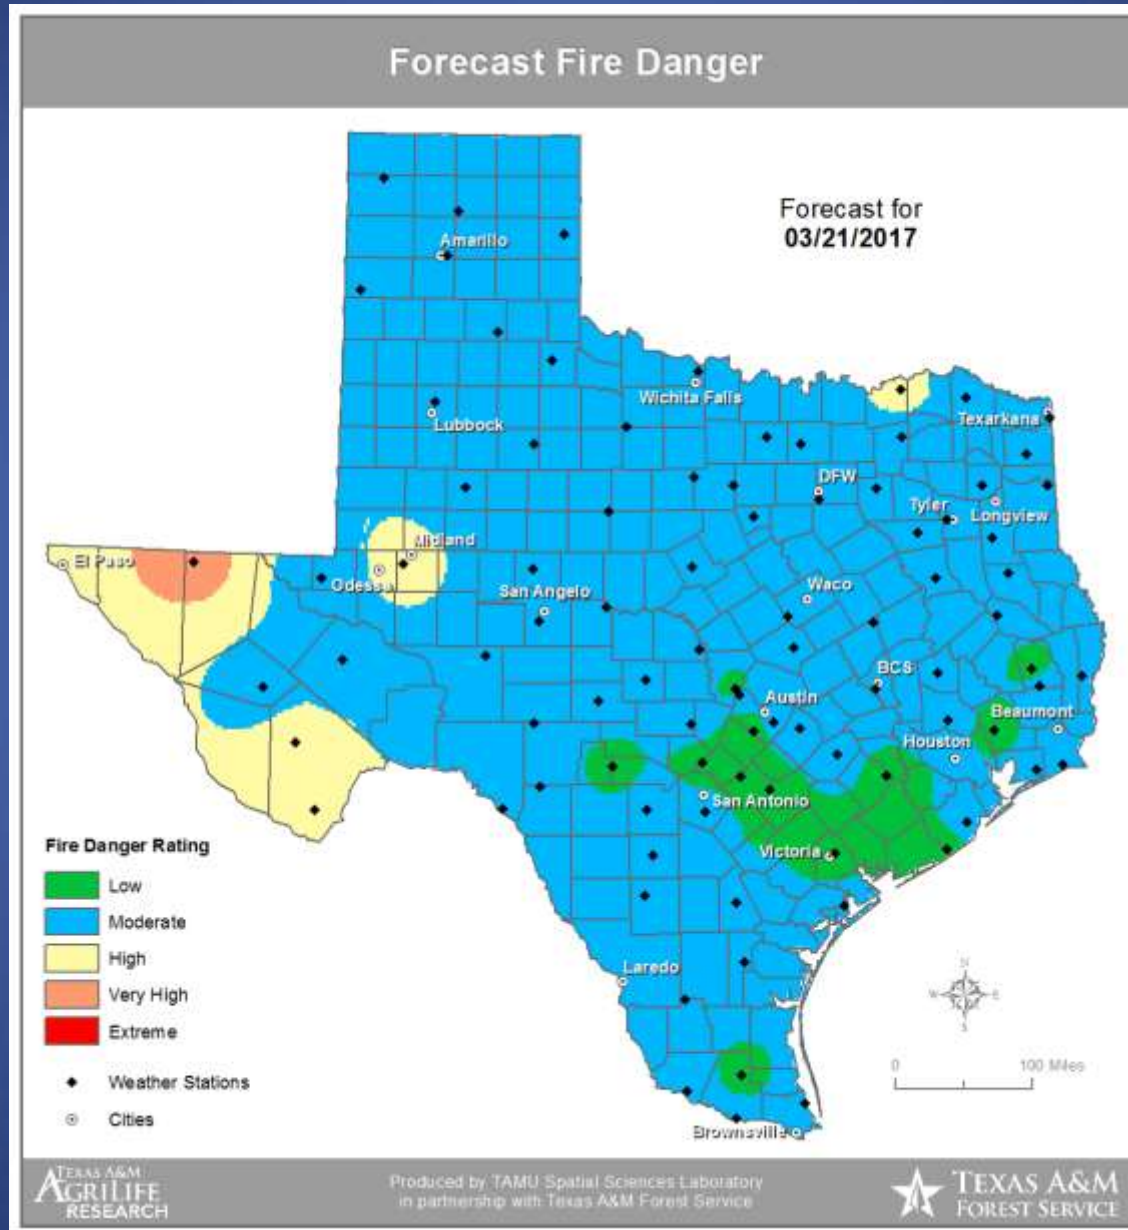 Forecast Fire Danger
Forecast for
03/21/2017
Amarillo
Wichita Falls
Lubbock
Texarkana
DFW
Tyler
Longview
Midland
El Paso
Odessa
San Angelo
Waco
BCS
Austin
Beaumont
Houston
San Antonio
Victoria
Laredo
Brownsville
Fire Danger Rating
Low
Moderate
High
Very High
Extreme
Weather Stations
Cities
N
W E
S
0 100 Miles
TEXAS A&M
AGRILIFE
RESEARCH
Produced by TAMU Spatial Sciences Laboratory
in partnership with Texas A&M Forest Service
TEXAS A&M
FOREST SERVICE